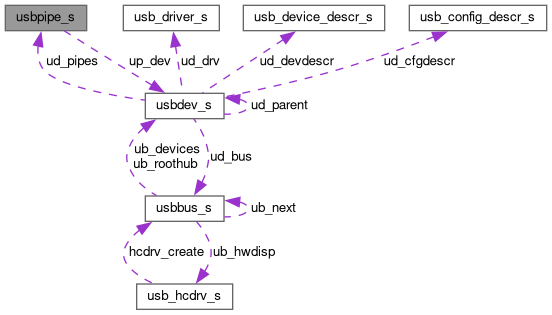 usbpipe_s
usb_driver_s
usb_device_descr_s
usb_config_descr_s
ud_pipes
up_dev
ud_drv
ud_devdescr
ud_cfgdescr
usbdev_s
ud_parent
ub_devices
ub_roothub
ud_bus
usbbus_s
ub_next
hcdrv_create
ub_hwdisp
usb_hcdrv_s